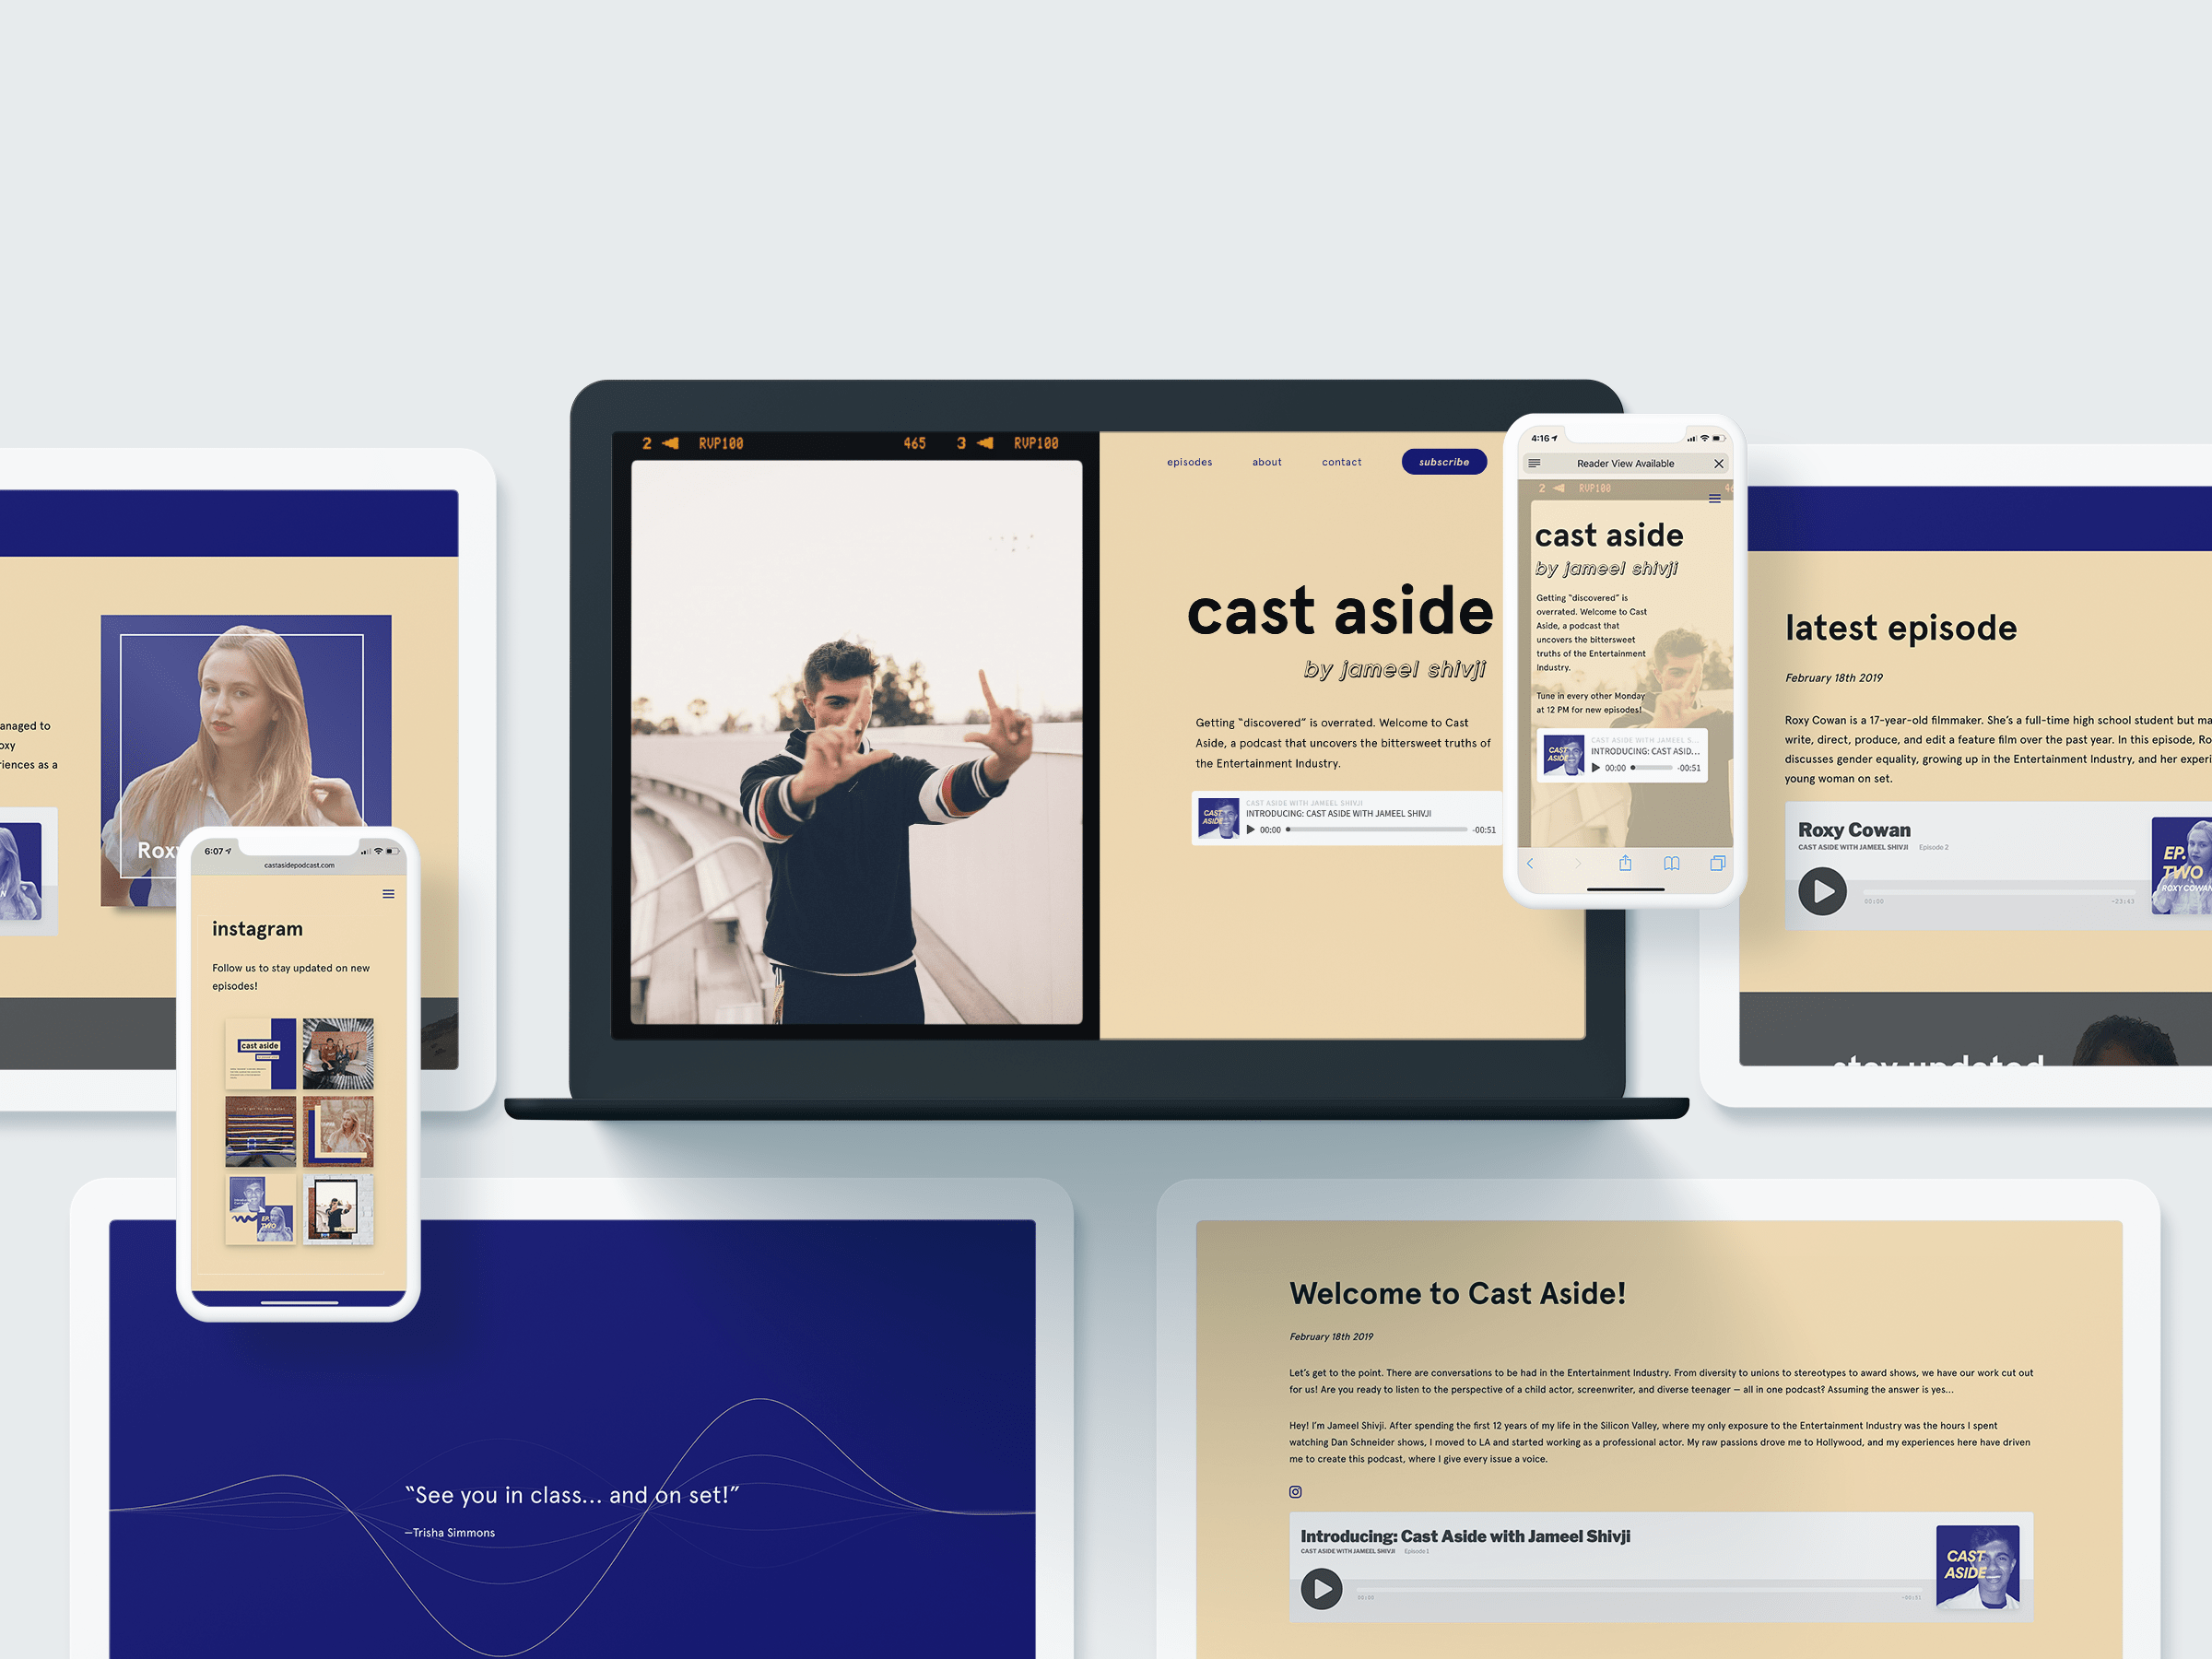 2 RVP100 465 3 RVP100
episodes about contact subscribe
cast aside
by jameel shivji
Getting “discovered” is overrated. Welcome to Cast
Aside, a podcast that uncovers the bittersweet truths of
the Entertainment Industry.
CAST ASIDE WITH JAMEEL SHIVJI
INTRODUCING: CAST ASIDE WITH JAMEEL SHIVJI
00:00 -00:51
CAST
ASIDE
4:16
Reader View Available
2 RVP100 46
cast aside
by jameel shivji
Getting “discovered” is
overrated. Welcome to Cast
Aside, a podcast that
uncovers the bittersweet
truths of the Entertainment
Industry.
Tune in every other Monday
at 12 PM for new episodes!
CAST ASIDE WITH JAMEEL S...
INTRODUCING: CAST ASID...
00:00 -00:51
CAST
ASIDE
anaged to
oxy
riences as a
Rox
6:07
castasidepodcast.com
instagram
Follow us to stay updated on new
episodes!
cast aside
EP.
TWO
latest episode
February 18th 2019
Roxy Cowan is a 17-year-old filmmaker. She’s a full-time high school student but ma
write, direct, produce, and edit a feature film over the past year. In this episode, Ro
discusses gender equality, growing up in the Entertainment Industry, and her experi
young woman on set.
Roxy Cowan
CAST ASIDE WITH JAMEEL SHIVJI Episode 2
00:00 -23:43
EP.
TWO
ROXY COWAN
stay updated
“See you in class... and on set!”
—Trisha Simmons
Welcome to Cast Aside!
February 18th 2019
Let’s get to the point. There are conversations to be had in the Entertainment Industry. From diversity to unions to stereotypes to award shows, we have our work cut out
for us! Are you ready to listen to the perspective of a child actor, screenwriter, and diverse teenager — all in one podcast? Assuming the answer is yes...
Hey! I’m Jameel Shivji. After spending the first 12 years of my life in the Silicon Valley, where my only exposure to the Entertainment Industry was the hours I spent
watching Dan Schneider shows, I moved to LA and started working as a professional actor. My raw passions drove me to Hollywood, and my experiences here have driven
me to create this podcast, where I give every issue a voice.
Introducing: Cast Aside with Jameel Shivji
CAST ASIDE WITH JAMEEL SHIVJI Episode 1
00:00 -00:51
CAST
ASIDE